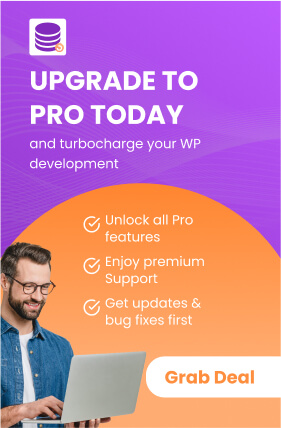 UPGRADE TO
PRO TODAY
and turbocharge your WP
development
Unlock all Pro
features
Enjoy premium
Support
Get updates &
bug fixes first
Grab Deal